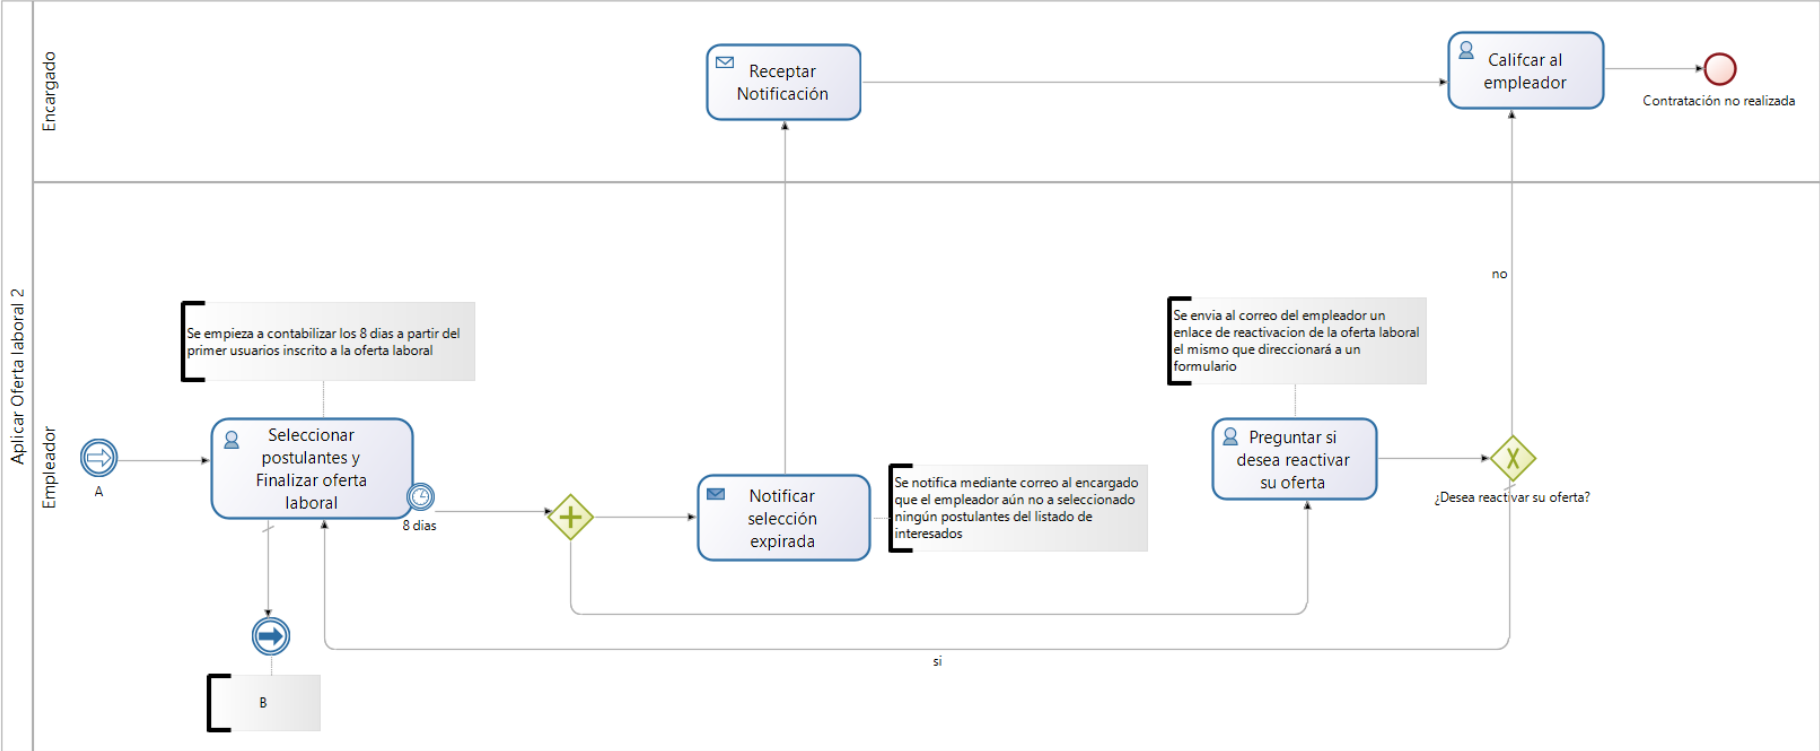 Aplicar Oferta laboral 2
Encargado
Receptar
Notificación
Califcar al
empleador
Contratación no realizada
Empleador
no
Se empieza a contabilizar los 8 dias a partir del
primer usuarios inscrito a la oferta laboral
Se envia al correo del empleador un
enlace de reactivacion de la oferta laboral
el mismo que direccionará a un
formulario
A
Seleccionar
postulantes y
Finalizar oferta
laboral
8 dias
Notificar
selección
expirada
Se notifica mediante correo al encargado
que el empleador aún no a seleccionado
ningún postulantes del listado de
interesados
Preguntar si
desea reactivar
su oferta
¿Desea reactivar su oferta?
si
B